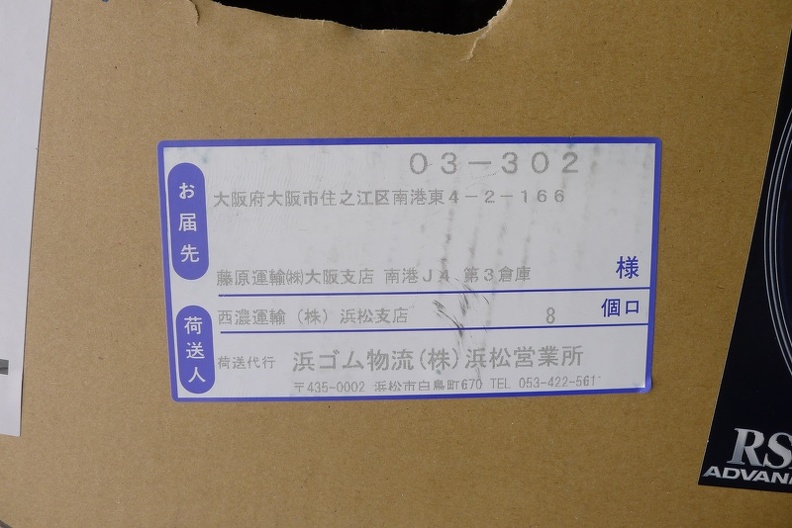 03-302
お届先
大阪府大阪市住之江区南港東4-2-166
藤原運輸㈱大阪支店 南港J4 第3倉庫 様
西濃運輸(株)浜松支店 8 個口
荷送人
荷送代行 浜ゴム物流(株)浜松営業所
〒435-0002 浜松市白鳥町670 TEL 053-422-561
RS
ADVAN